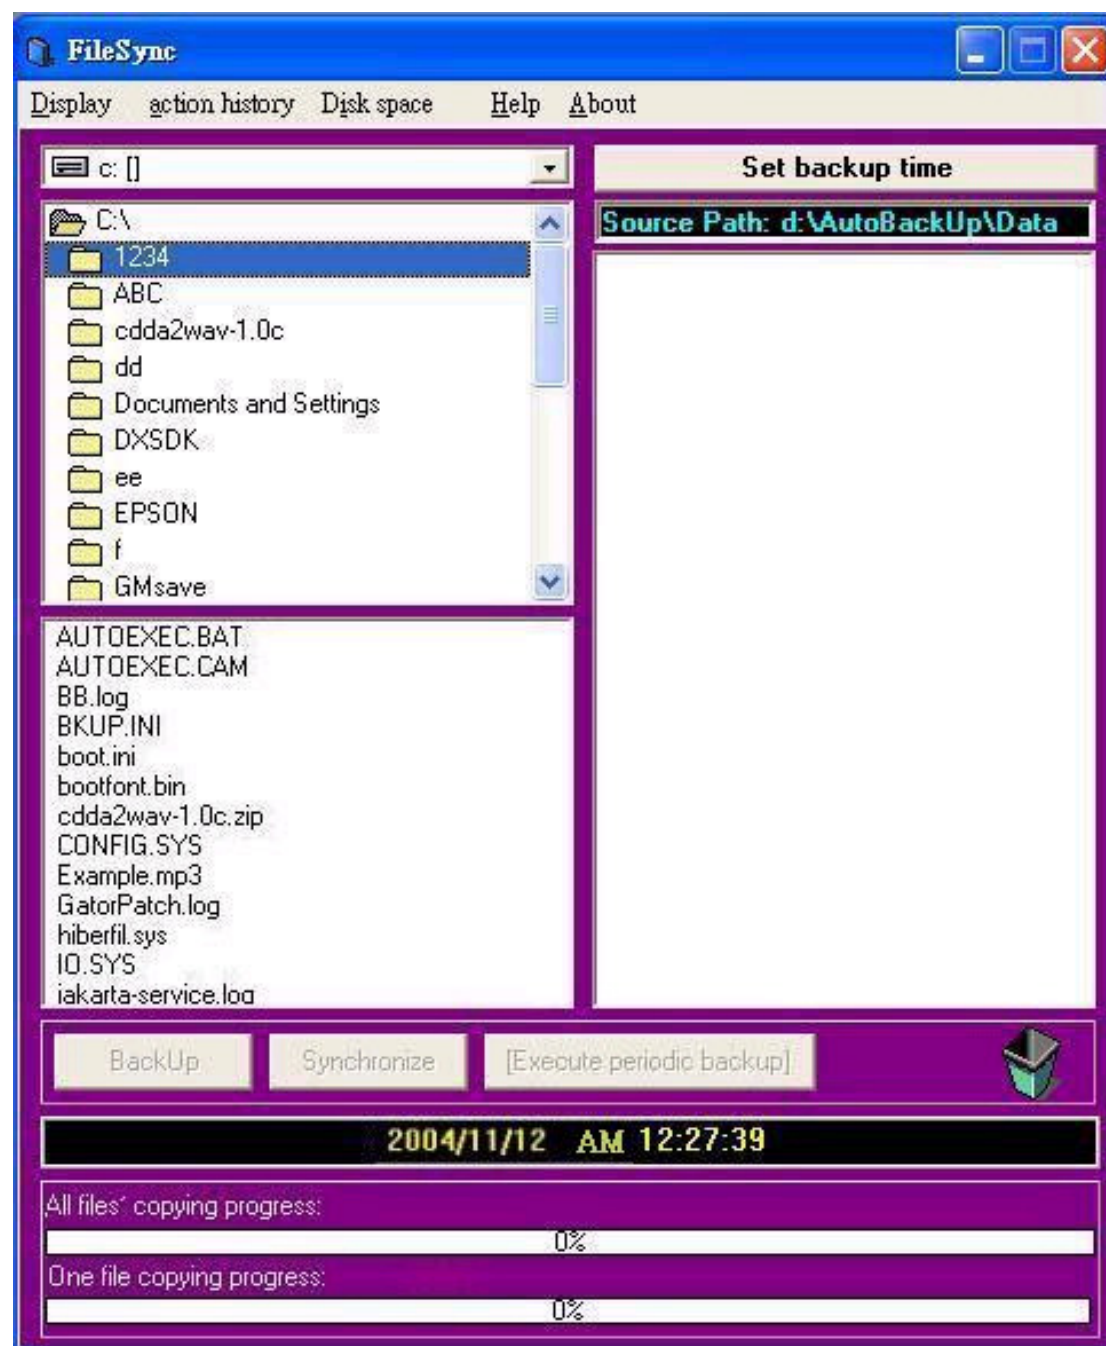 FileSync
Display action history Disk space Help About
c: []
Set backup time
C:\
Source Path: d:\AutoBackUp\Data
1234
ABC
cdda2wav-1.0c
dd
Documents and Settings
DXSDK
ee
EPSON
f
GMsave
AUTOEXEC.BAT
AUTOEXEC.CAM
BB.log
BKUP.INI
boot.ini
bootfont.bin
cdda2wav-1.0c.zip
CONFIG.SYS
Example.mp3
GatorPatch.log
hiberfil.sys
IO.SYS
jakarta-service.log
BackUp Synchronize [Execute periodic backup]
2004/11/12 AM 12:27:39
All files' copying progress:
0%
One file copying progress:
0%